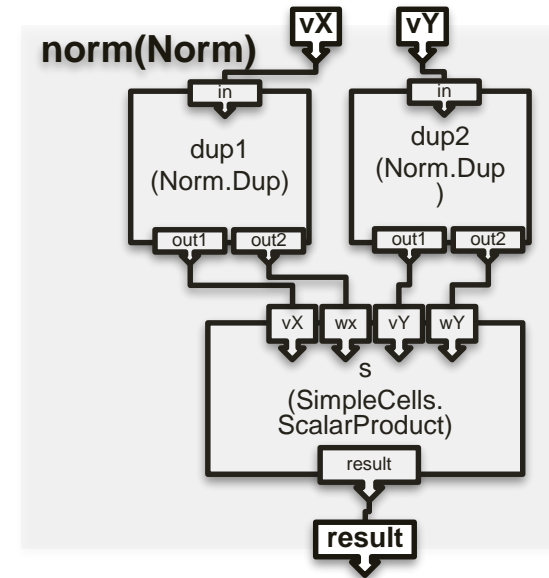 vX
vY
norm(Norm)
in
in
dup1
(Norm.Dup)
dup2
(Norm.Dup
)
out1
out2
out1
out2
vX
wx
vY
wY
s
(SimpleCells.
ScalarProduct)
result
result